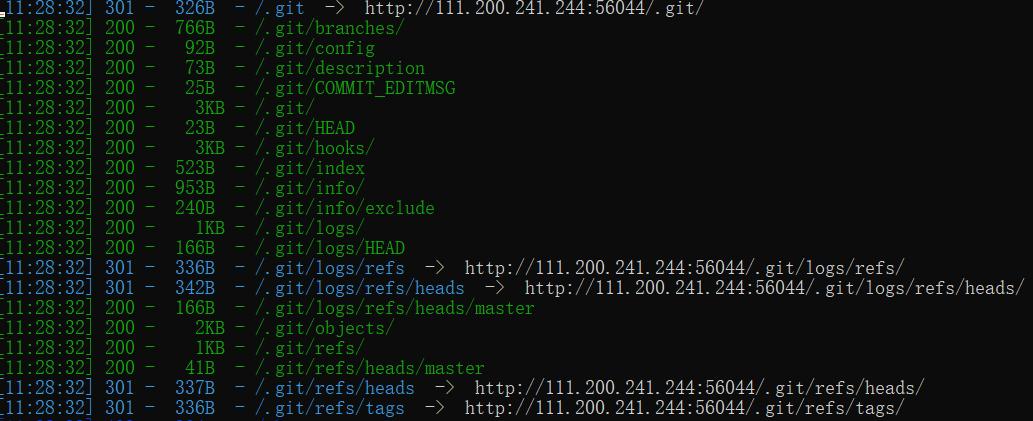 [11:28:32] 301 -  326B  - /.git  ->  http://111.200.241.244:56044/.git/
[11:28:32] 200 -  766B  - /.git/branches/
[11:28:32] 200 -   92B  - /.git/config
[11:28:32] 200 -   73B  - /.git/description
[11:28:32] 200 -   25B  - /.git/COMMIT_EDITMSG
[11:28:32] 200 -    3KB - /.git/
[11:28:32] 200 -   23B  - /.git/HEAD
[11:28:32] 200 -    3KB - /.git/hooks/
[11:28:32] 200 -  523B  - /.git/index
[11:28:32] 200 -  953B  - /.git/info/
[11:28:32] 200 -  240B  - /.git/info/exclude
[11:28:32] 200 -    1KB - /.git/logs/
[11:28:32] 200 -  166B  - /.git/logs/HEAD
[11:28:32] 301 -  336B  - /.git/logs/refs  ->  http://111.200.241.244:56044/.git/logs/refs/
[11:28:32] 301 -  342B  - /.git/logs/refs/heads  ->  http://111.200.241.244:56044/.git/logs/refs/heads/
[11:28:32] 200 -  166B  - /.git/logs/refs/heads/master
[11:28:32] 200 -    2KB - /.git/objects/
[11:28:32] 200 -    1KB - /.git/refs/
[11:28:32] 200 -   41B  - /.git/refs/heads/master
[11:28:32] 301 -  337B  - /.git/refs/heads  ->  http://111.200.241.244:56044/.git/refs/heads/
[11:28:32] 301 -  336B  - /.git/refs/tags  ->  http://111.200.241.244:56044/.git/refs/tags/